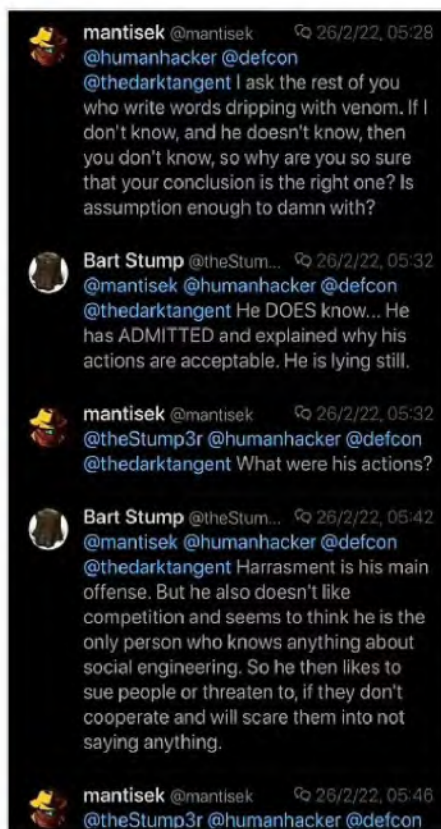 mantisek @mantisek 26/2/22, 05:28
@humanhacker @defcon
@thedarktangent I ask the rest of you
who write words dripping with venom. If I
don't know, and he doesn't know, then
you don't know, so why are you so sure
that your conclusion is the right one? Is
assumption enough to damn with?
Bart Stump @theStum... 26/2/22, 05:32
@mantisek @humanhacker @defcon
@thedarktangent He DOES know... He
has ADMITTED and explained why his
actions are acceptable. He is lying still.
mantisek @mantisek 26/2/22, 05:32
@theStump3r @humanhacker @defcon
@thedarktangent What were his actions?
Bart Stump @theStum... 26/2/22, 05:42
@mantisek @humanhacker @defcon
@thedarktangent Harrasment is his main
offense. But he also doesn't like
competition and seems to think he is the
only person who knows anything about
social engineering. So he then likes to
sue people or threaten to, if they don't
cooperate and will scare them into not
saying anything.
mantisek @mantisek 26/2/22, 05:46
@theStump3r @humanhacker @defcon